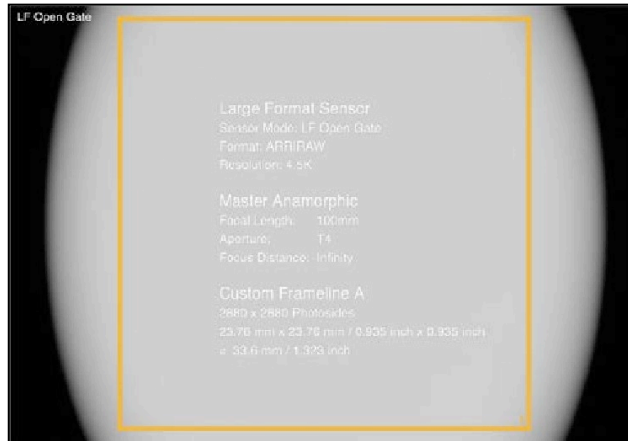 LF Open Gate
Large Format Sensor
Sensor Mode: LF Open Gate
Format: ARRIRAW
Resolution: 4.5K
Master Anamorphic
Focal Length: 100mm
Aperture: T4
Focus Distance: Infinity
Custom Frameline A
2880 x 2880 Photosides
23.76 mm x 23.76 mm / 0.935 inch x 0.935 inch
⌀ 33.6 mm / 1.323 inch